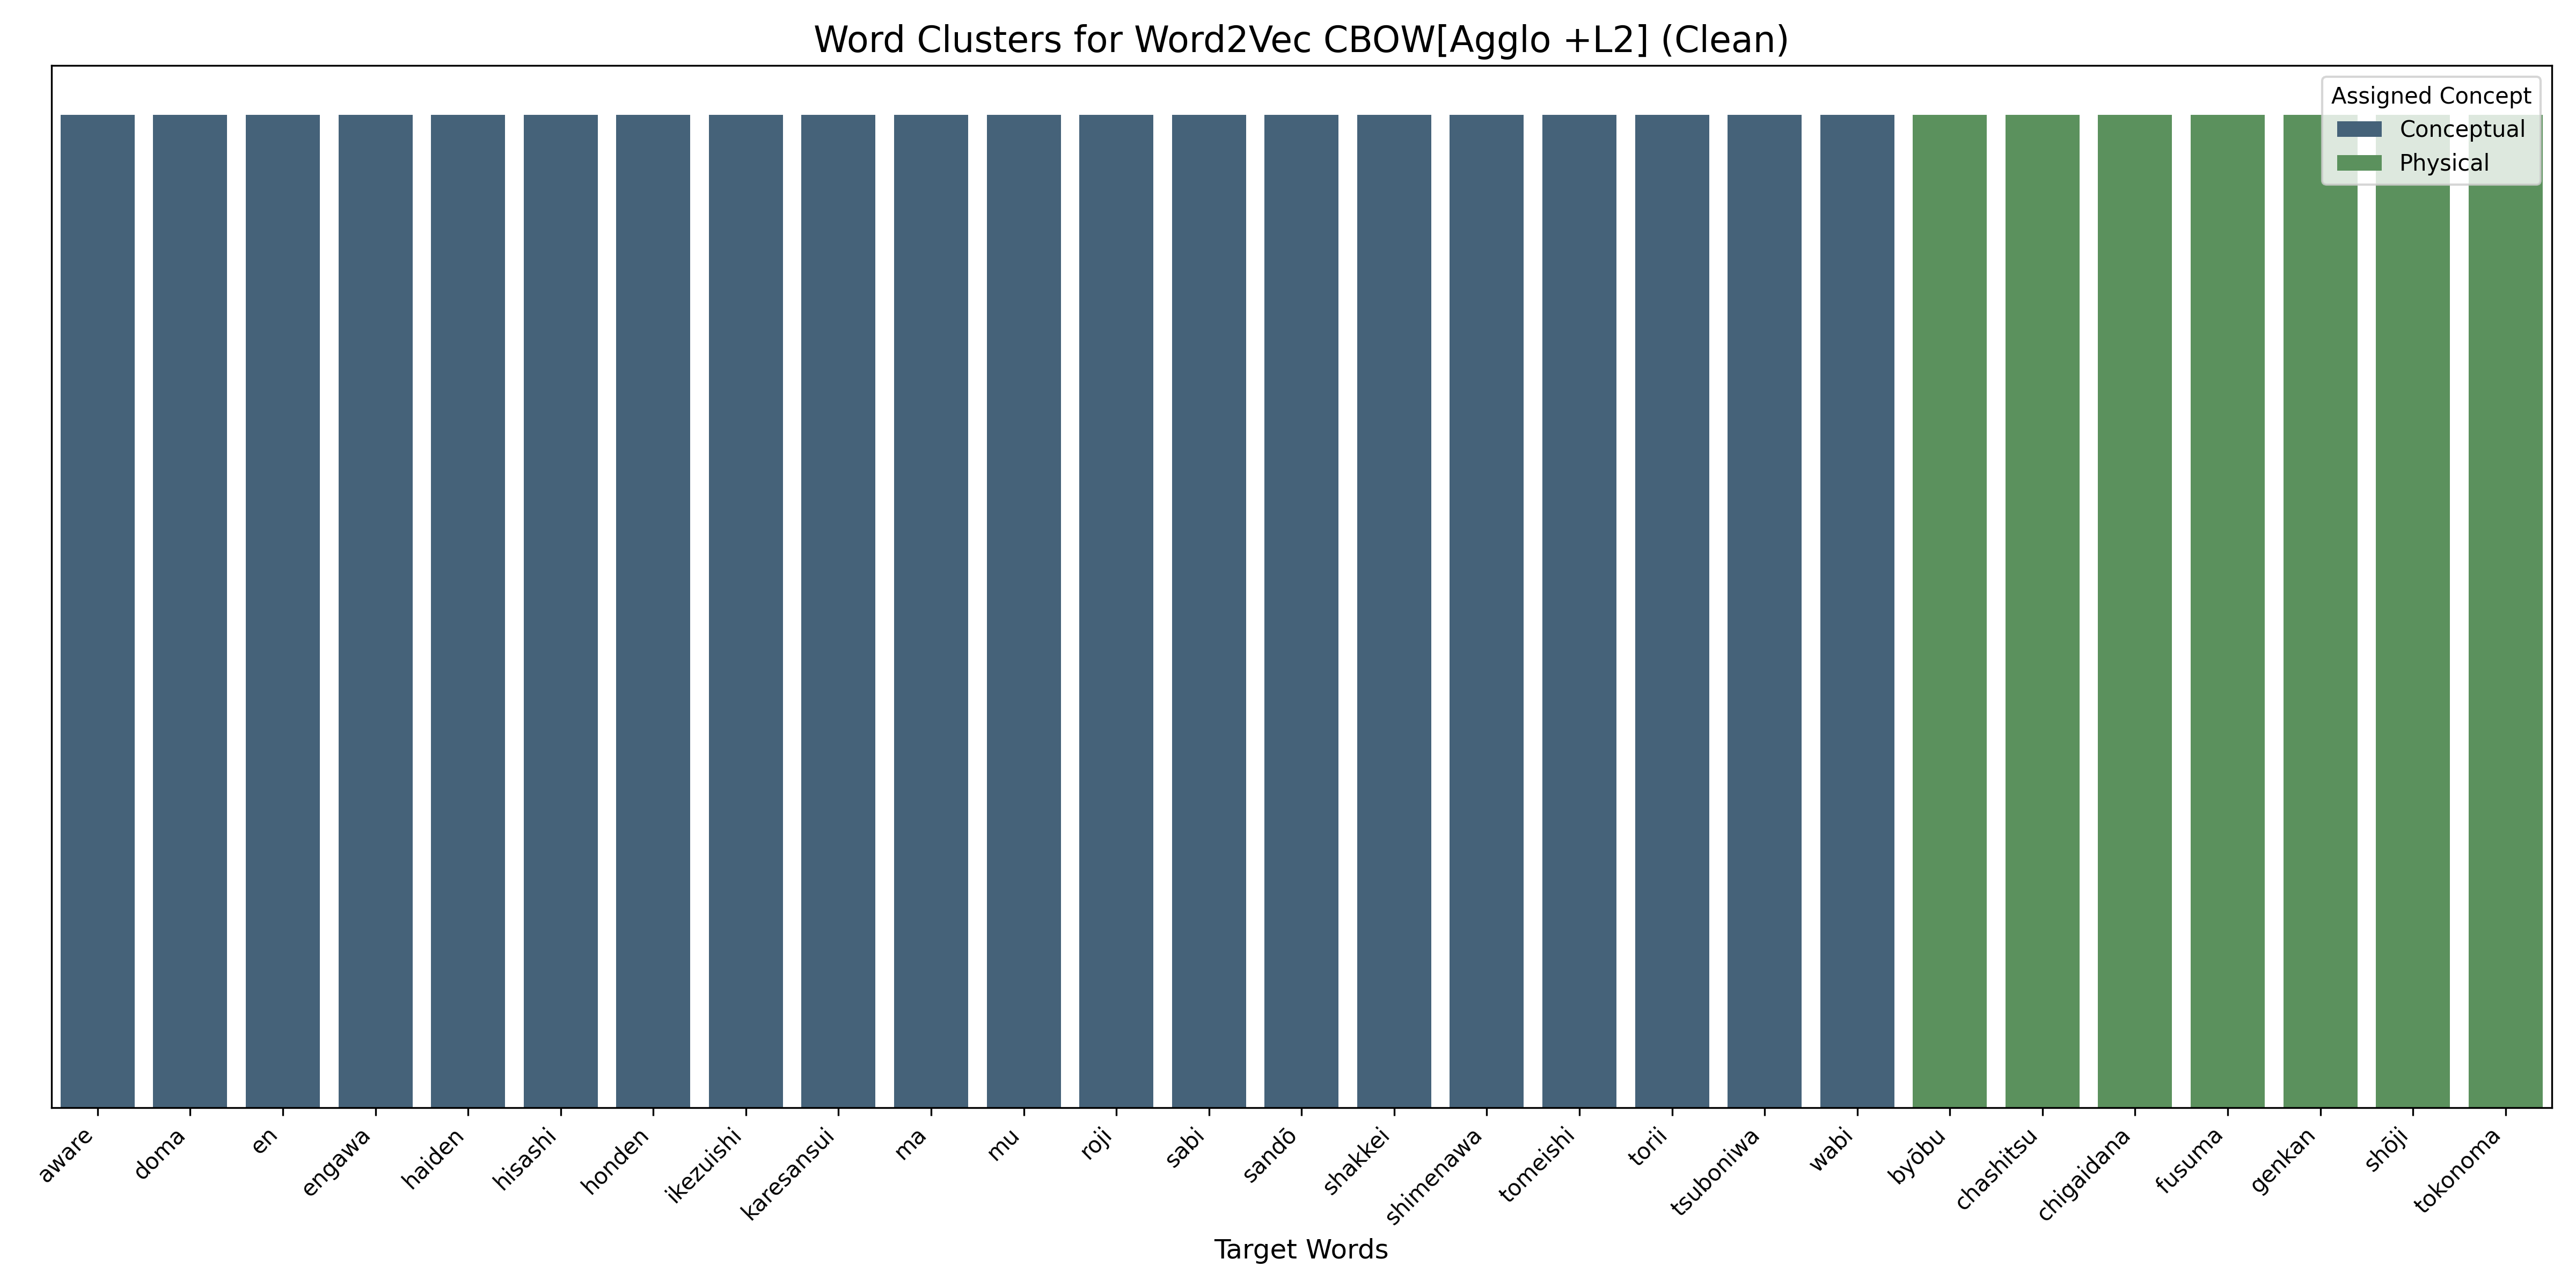 Word Clusters for Word2Vec CBOW[Agglo +L2] (Clean)
Assigned Concept
Conceptual
Physical
aware
doma
en
engawa
haiden
hisashi
honden
ikezuishi
karesansui
ma
mu
roji
sabi
sandō
shakkei
shimenawa
tomeishi
torii
tsuboniwa
wabi
byōbu
chashitsu
chigaidana
fusuma
genkan
shōji
tokonoma
Target Words